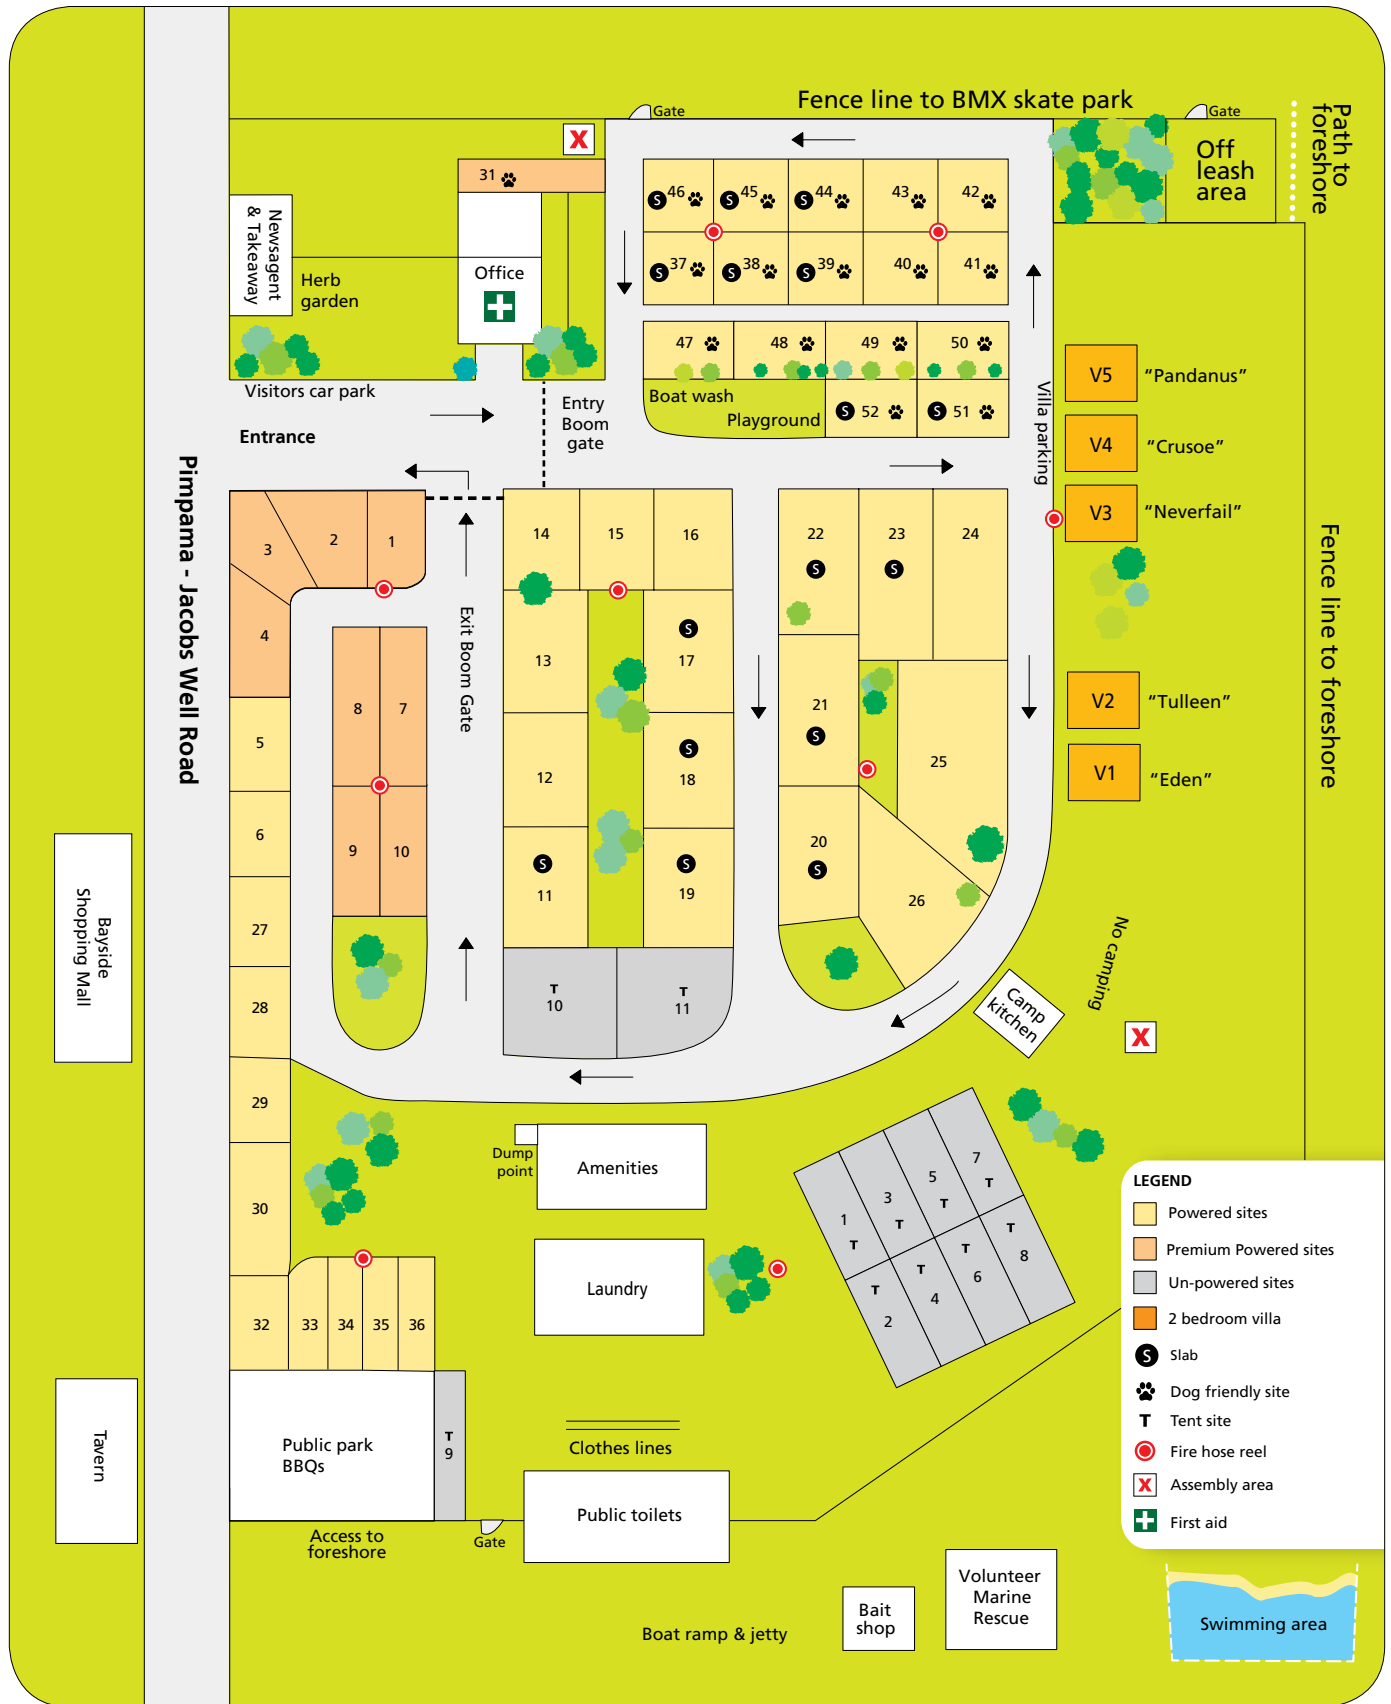 Fence line to BMX skate park
Gate
Gate
Path to
foreshore
X
Off
leash
area
31
46
S
45
S
44
S
43
42
37
S
38
S
39
S
40
41
Newsagent
& Takeaway
Herb
garden
Office
47
48
49
50
Boat wash
Playground
S 52
S 51
Visitors car park
Entrance
Entry
Boom
gate
Villa parking
V5 "Pandanus"
V4 "Crusoe"
V3 "Neverfail"
V2 "Tulleen"
V1 "Eden"
Pimpama - Jacobs Well Road
Fence line to foreshore
Exit Boom Gate
3
2
1
4
5
6
27
28
29
30
32
33
34
35
36
8
7
9
10
14
15
16
13
S
17
12
S
18
S
11
S
19
T
10
T
11
22
S
23
S
24
21
S
25
20
S
26
Bayside
Shopping Mall
Tavern
No camping
Camp
kitchen
X
Dump
point
Amenities
Laundry
1
T
3
T
5
T
7
T
T
2
T
4
T
6
T
8
Public park
BBQs
T
9
Clothes lines
Public toilets
Access to
foreshore
Gate
Boat ramp & jetty
Bait
shop
Volunteer
Marine
Rescue
Swimming area
LEGEND
Powered sites
Premium Powered sites
Un-powered sites
2 bedroom villa
S Slab
Dog friendly site
T Tent site
Fire hose reel
X Assembly area
First aid